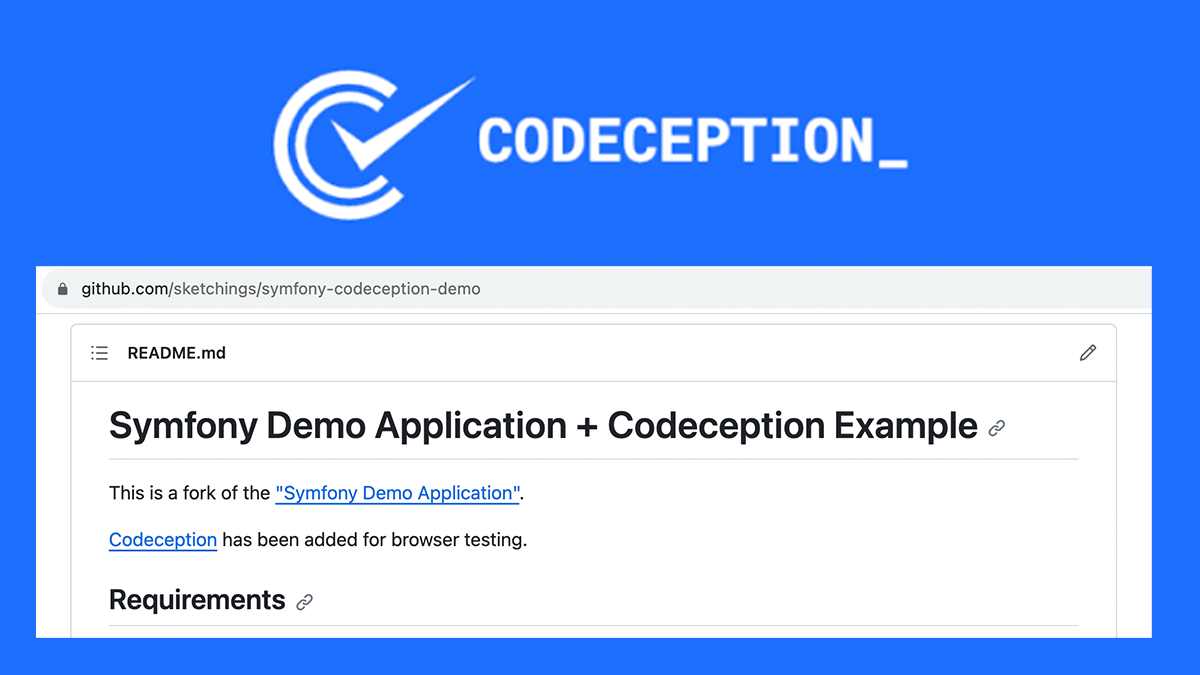 CODECEPTION_
github.com/sketchings/symfony-codeception-demo
README.md
Symfony Demo Application + Codeception Example
This is a fork of the "Symfony Demo Application".
Codeception has been added for browser testing.
Requirements